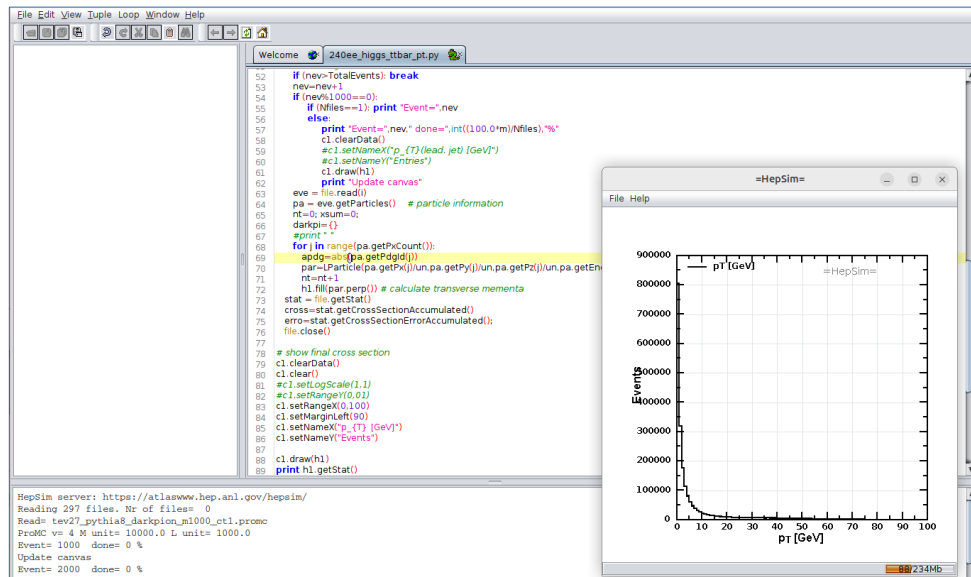 File Edit View Tuple Loop Window Help
Welcome 240ee_higgs_ttbar_pt.py
52 if (nev>TotalEvents): break
53 nev=nev+1
54 if (nev%1000==0):
55 if (Nfiles==1): print "Event=",nev
56 else:
57 print "Event=",nev," done=",int((100.0*m)/Nfiles),"%"
58 c1.clearData()
59 #c1.setNameX("p_{T}(lead. jet) [GeV]")
60 #c1.setNameY("Entries")
61 c1.draw(h1)
62 print "Update canvas"
63 eve = file.read(i)
64 pa = eve.getParticles() # particle information
65 nt=0; xsum=0;
66 darkpi={}
67 #print " "
68 for j in range(pa.getPxCount()):
69 apdg=abs(pa.getPdgId(j))
70 par=LParticle(pa.getPx(j)/un,pa.getPy(j)/un,pa.getPz(j)/un,pa.getEne
71 nt=nt+1
72 h1.fill(par.perp()) # calculate transverse mementa
73 stat = file.getStat()
74 cross=stat.getCrossSectionAccumulated()
75 erro=stat.getCrossSectionErrorAccumulated();
76 file.close()
77
78 # show final cross section
79 c1.clearData()
80 c1.clear()
81 #c1.setLogScale(1,1)
82 #c1.setRangeY(0,01)
83 c1.setRangeX(0,100)
84 c1.setMarginLeft(90)
85 c1.setNameX("p_{T} [GeV]")
86 c1.setNameY("Events")
87
88 c1.draw(h1)
89 print h1.getStat()
HepSim server: https://atlaswww.hep.anl.gov/hepsim/
Reading 297 files. Nr of files= 0
Read= tev27_pythia8_darkpion_m1000_ct1.promc
ProMC v= 4 M unit= 10000.0 L unit= 1000.0
Event= 1000 done= 0 %
Update canvas
Event= 2000 done= 0 %
=HepSim=
File Help
900000
pT [GeV]
=HepSim=
800000
700000
600000
500000
Events
400000
300000
200000
100000
0
0 10 20 30 40 50 60 70 80 90 100
pT [GeV]
88/234Mb